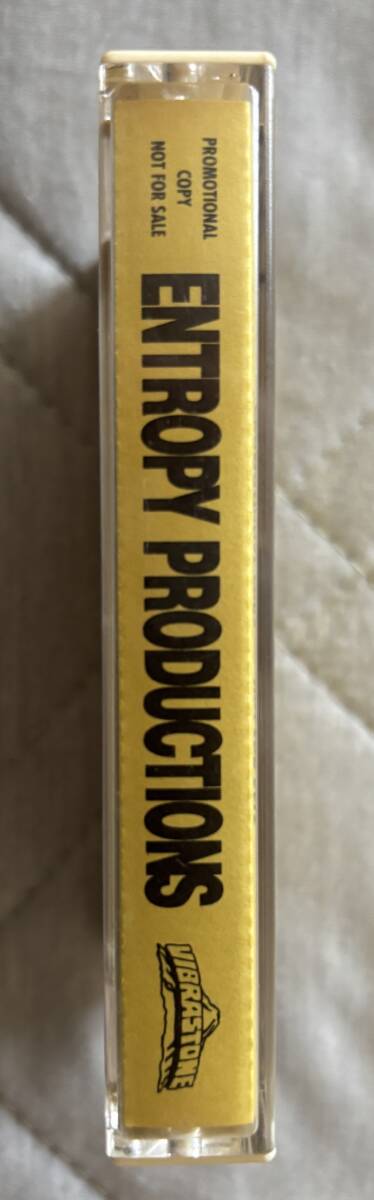 PROMOTIONAL
COPY
NOT FOR SALE
ENTROPY PRODUCTIONS
VIBRASTONE